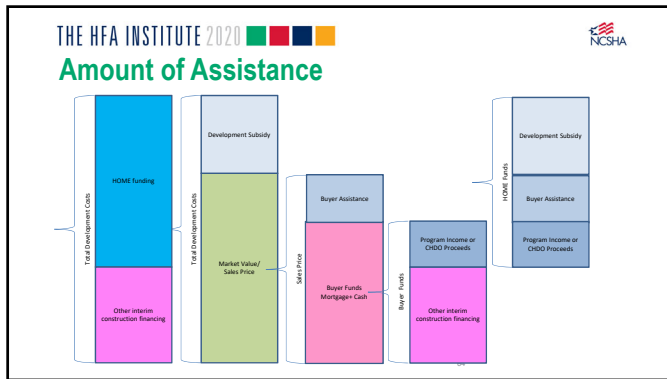 THE HFA INSTITUTE 2020
NCSHA
Amount of Assistance
Total Development Costs
HOME Funding
Other interim
construction financing
Total Development Costs
Development Subsidy
Market Value/
Sales Price
Sales Price
Buyer Assistance
Buyer Funds
Mortgage+ Cash
Buyer Funds
Program Income or
CHDO Proceeds
Other interim
construction financing
HOME Funds
Development Subsidy
Buyer Assistance
Program Income or
CHDO Proceeds